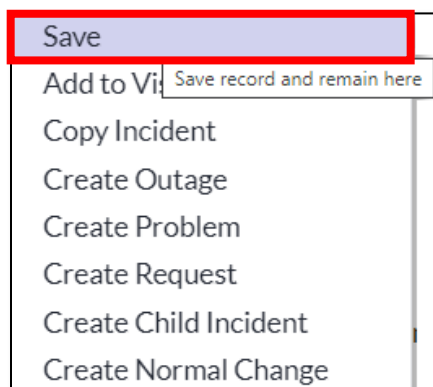 Save
Add to Vi
Save record and remain here
Copy Incident
Create Outage
Create Problem
Create Request
Create Child Incident
Create Normal Change